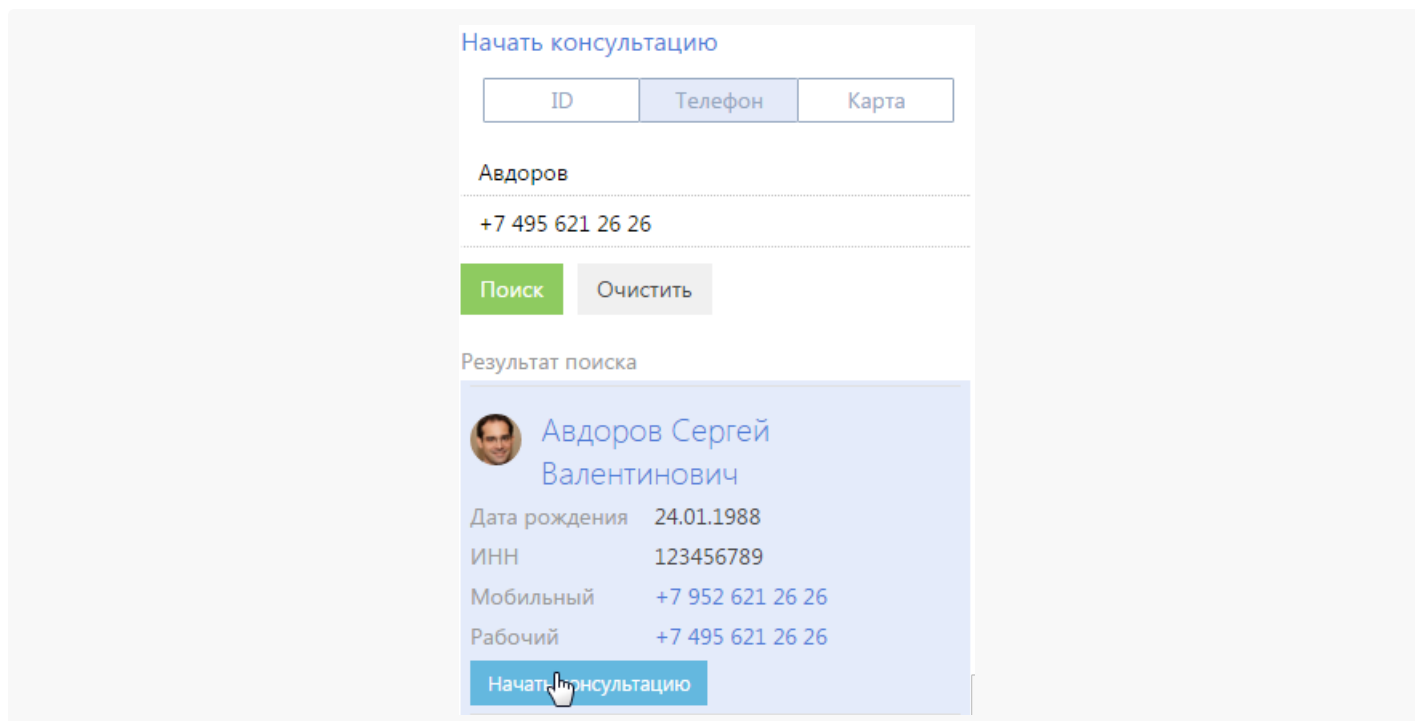 Начать консультацию
ID Телефон Карта
Авдоров
+7 495 621 26 26
Поиск Очистить
Результат поиска
Авдоров Сергей
Валентинович
Дата рождения 24.01.1988
ИНН 123456789
Мобильный +7 952 621 26 26
Рабочий +7 495 621 26 26
Начать консультацию